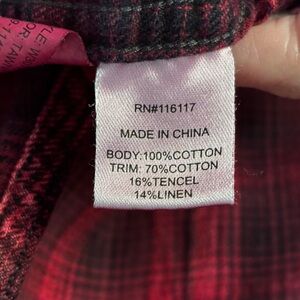 RN#116117
MADE IN CHINA
BODY:100%COTTON
TRIM: 70%COTTON
16%TENCEL
14%LINEN